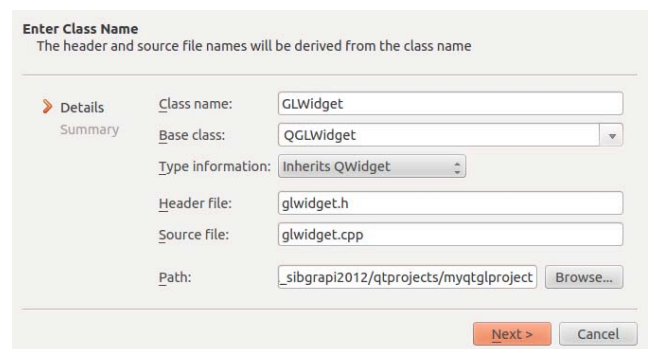 Enter Class Name
The header and source file names will be derived from the class name
Details
Summary
Class name: GLWidget
Base class: QGLWidget
Type information: Inherits QWidget
Header file: glwidget.h
Source file: glwidget.cpp
Path: _sibgrapi2012/qtprojects/myqtglproject Browse...
Next > Cancel